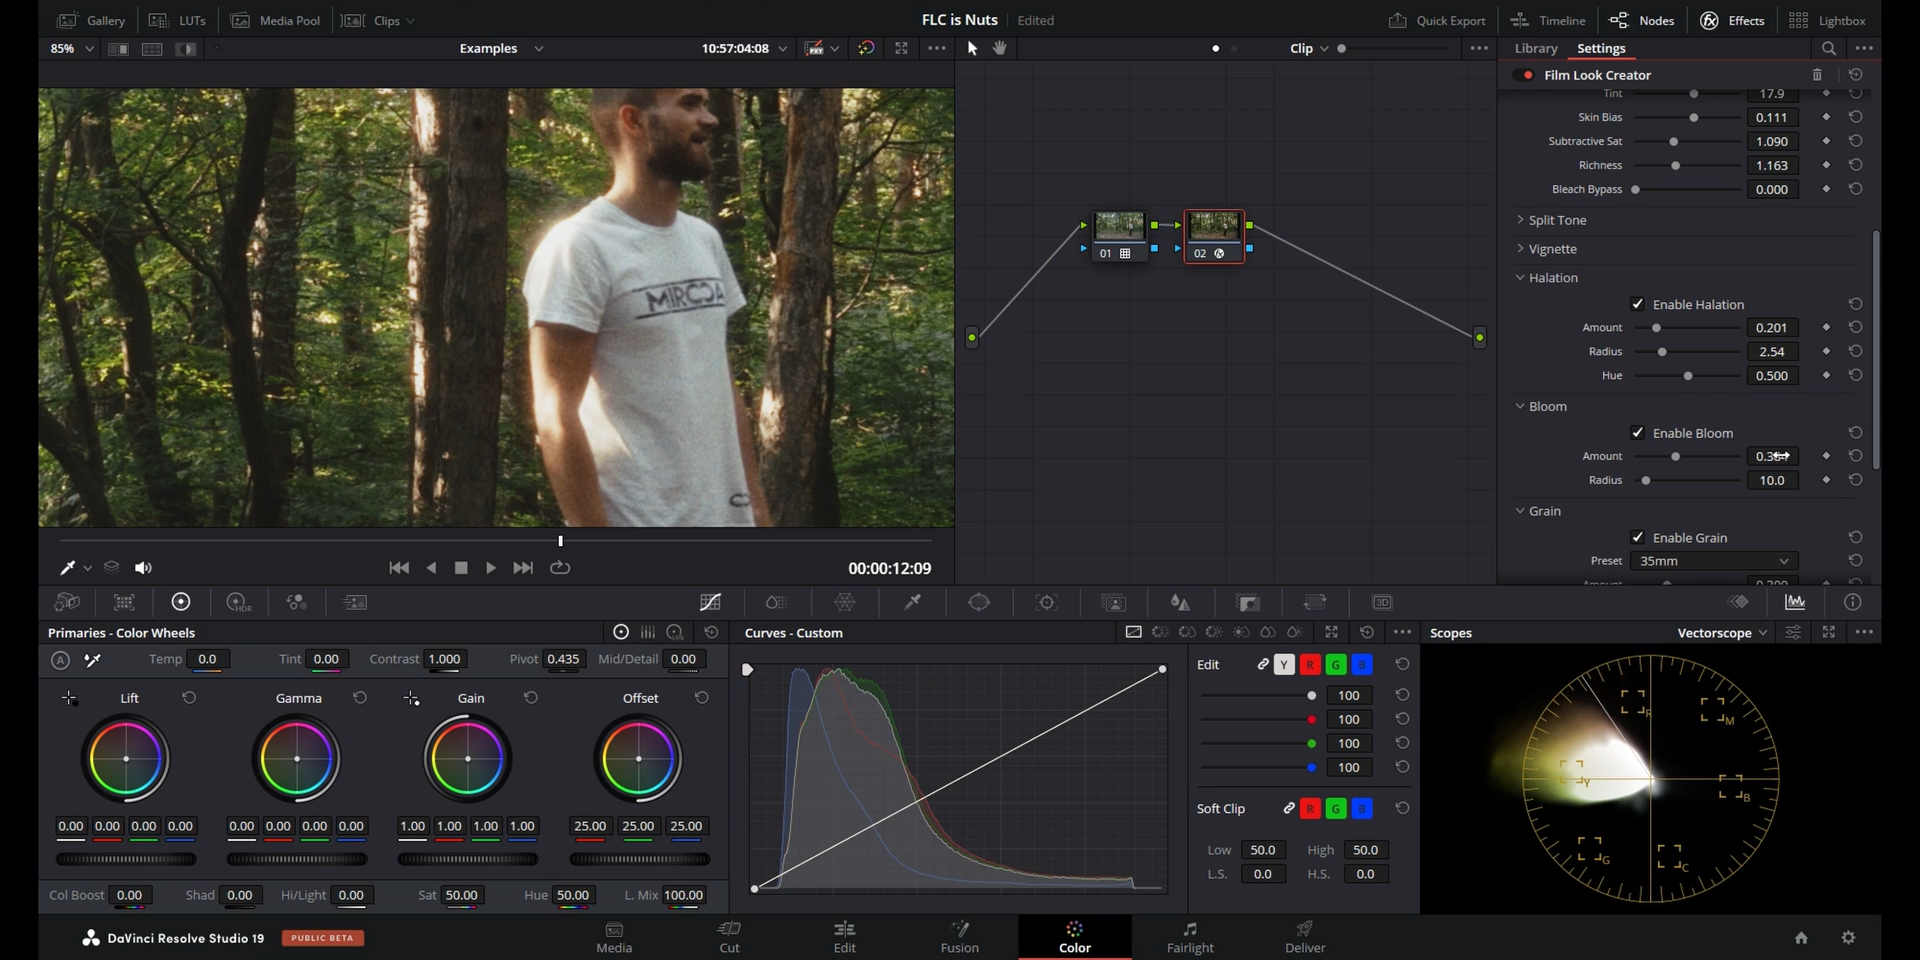 Gallery LUTs Media Pool Clips FLC is Nuts Edited Quick Export Timeline Nodes Effects Lightbox
85% Examples 10:57:04:08 Clip Library Settings
Film Look Creator
Tint 17.9
Skin Bias 0.111
Subtractive Sat 1.090
Richness 1.163
Bleach Bypass 0.000
Split Tone
Vignette
Halation
Enable Halation
Amount 0.201
Radius 2.54
Hue 0.500
Bloom
Enable Bloom
Amount
Radius 10.0
Grain
Enable Grain
Preset 35mm
Amount
01 02
00:00:12:09
HDR 3D
Primaries - Color Wheels Curves - Custom Scopes Vectorscope
A Temp 0.0 Tint 0.00 Contrast 1.000 Pivot 0.435 Mid/Detail 0.00
Lift Gamma Gain Offset
0.00 0.00 0.00 0.00 0.00 0.00 0.00 0.00 1.00 1.00 1.00 1.00 25.00 25.00 25.00
Col Boost 0.00 Shad 0.00 Hi/Light 0.00 Sat 50.00 Hue 50.00 L. Mix 100.00
Edit Y R G B
100
100
100
100
Soft Clip R G B
Low 50.0 High 50.0
L.S. 0.0 H.S. 0.0
R M
Y B
G C
DaVinci Resolve Studio 19 PUBLIC BETA
Media Cut Edit Fusion Color Fairlight Deliver